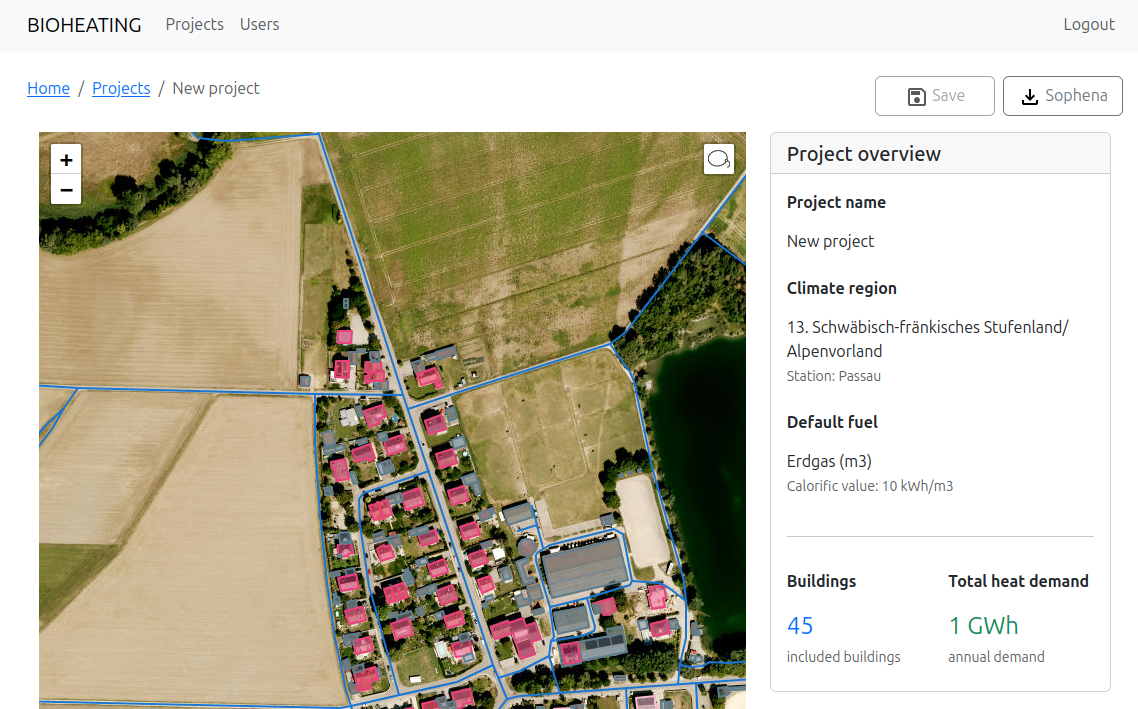 BIOHEATING Projects Users Logout
Home / Projects / New project
Save Sophena
+
−
Project overview
Project name
New project
Climate region
13. Schwäbisch-fränkisches Stufenland/
Alpenvorland
Station: Passau
Default fuel
Erdgas (m3)
Calorific value: 10 kWh/m3
Buildings Total heat demand
45 1 GWh
included buildings annual demand